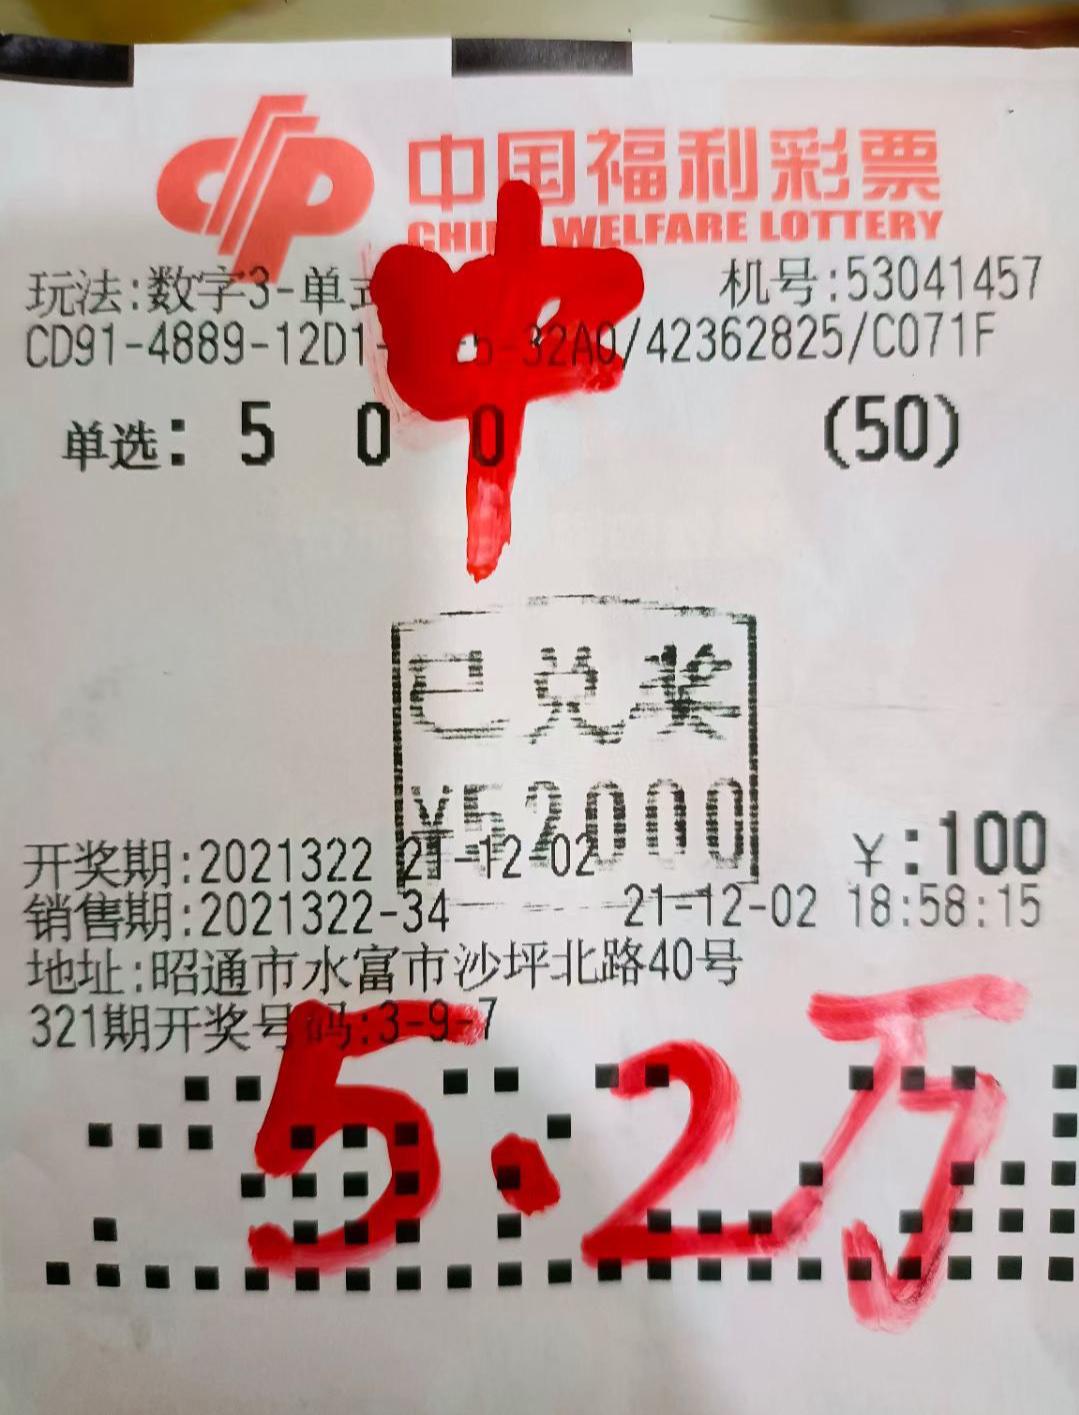 中国福利彩票
CHINA WELFARE LOTTERY
玩法:数字3-单式 机号:53041457
CD91-4889-12D1- -32A0/42362825/C071F
中
单选: 5 0 0 (50)
已兑奖
¥52000
开奖期:2021322 21-12-02 ¥:100
销售期:2021322-34 21-12-02 18:58:15
地址:昭通市水富市沙坪北路40号
321期开奖号码:3-9-7
5.2万